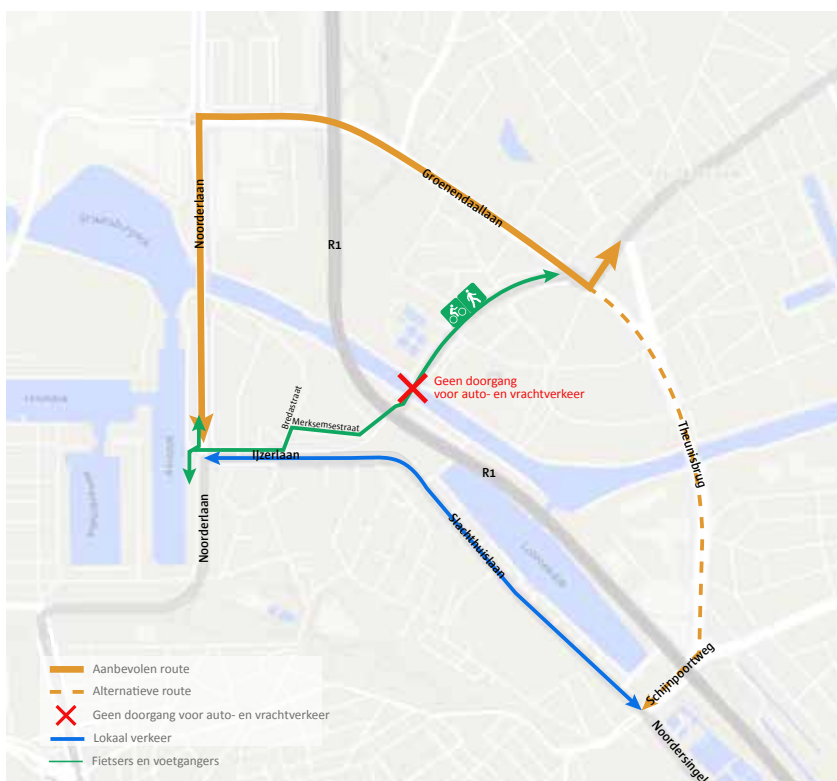 Noorderlaan
Groenendaallaan
R1
Geen doorgang
voor auto- en vrachtverkeer
Bredastraat
Merksemsestraat
IJzerlaan
R1
Theunisbrug
Noorderlaan
Slachthuislaan
Schijnpoortweg
Noordersingel
Aanbevolen route
Alternatieve route
Geen doorgang voor auto- en vrachtverkeer
Lokaal verkeer
Fietsers en voetgangers